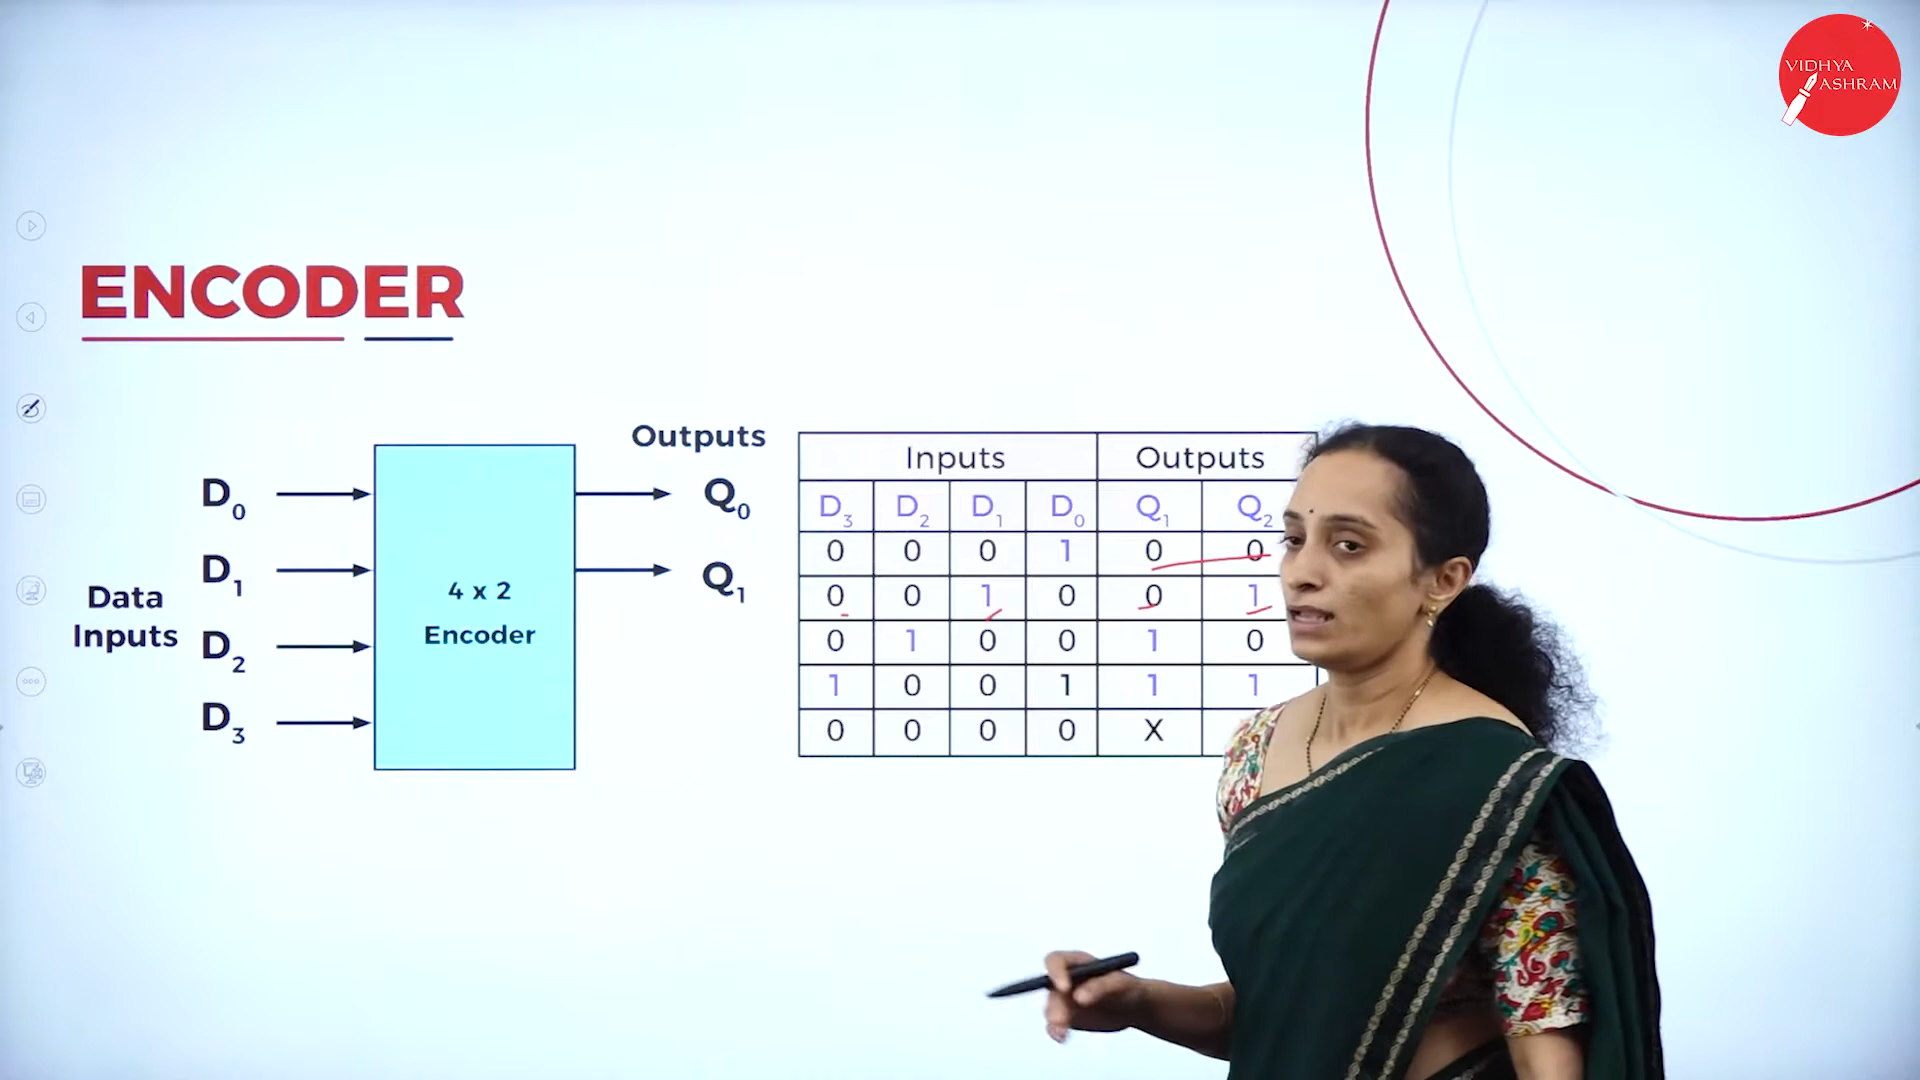 VIDHYA
ASHRAM
ENCODER
Data
Inputs
D0
D1
D2
D3
4 x 2
Encoder
Outputs
Q0
Q1
Inputs Outputs
D3 D2 D1 D0 Q1 Q2
0 0 0 1 0 0
0 0 1 0 0 1
0 1 0 0 1 0
1 0 0 1 1 1
0 0 0 0 X